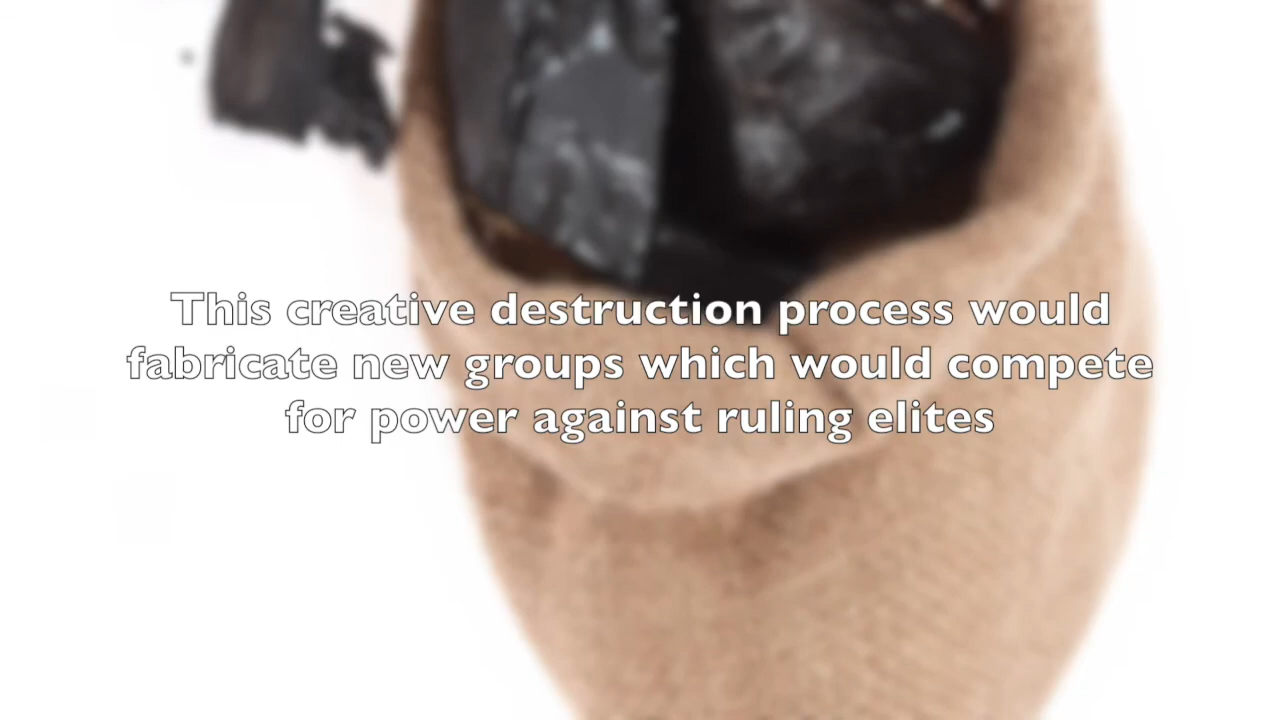 This creative destruction process would
fabricate new groups which would compete
for power against ruling elites